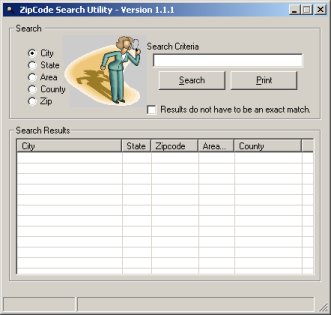 ZipCode Search Utility - Version 1.1.1
Search
City
State
Area
County
Zip
Search Criteria
Search
Print
Results do not have to be an exact match.
Search Results
City State Zipcode Area... County